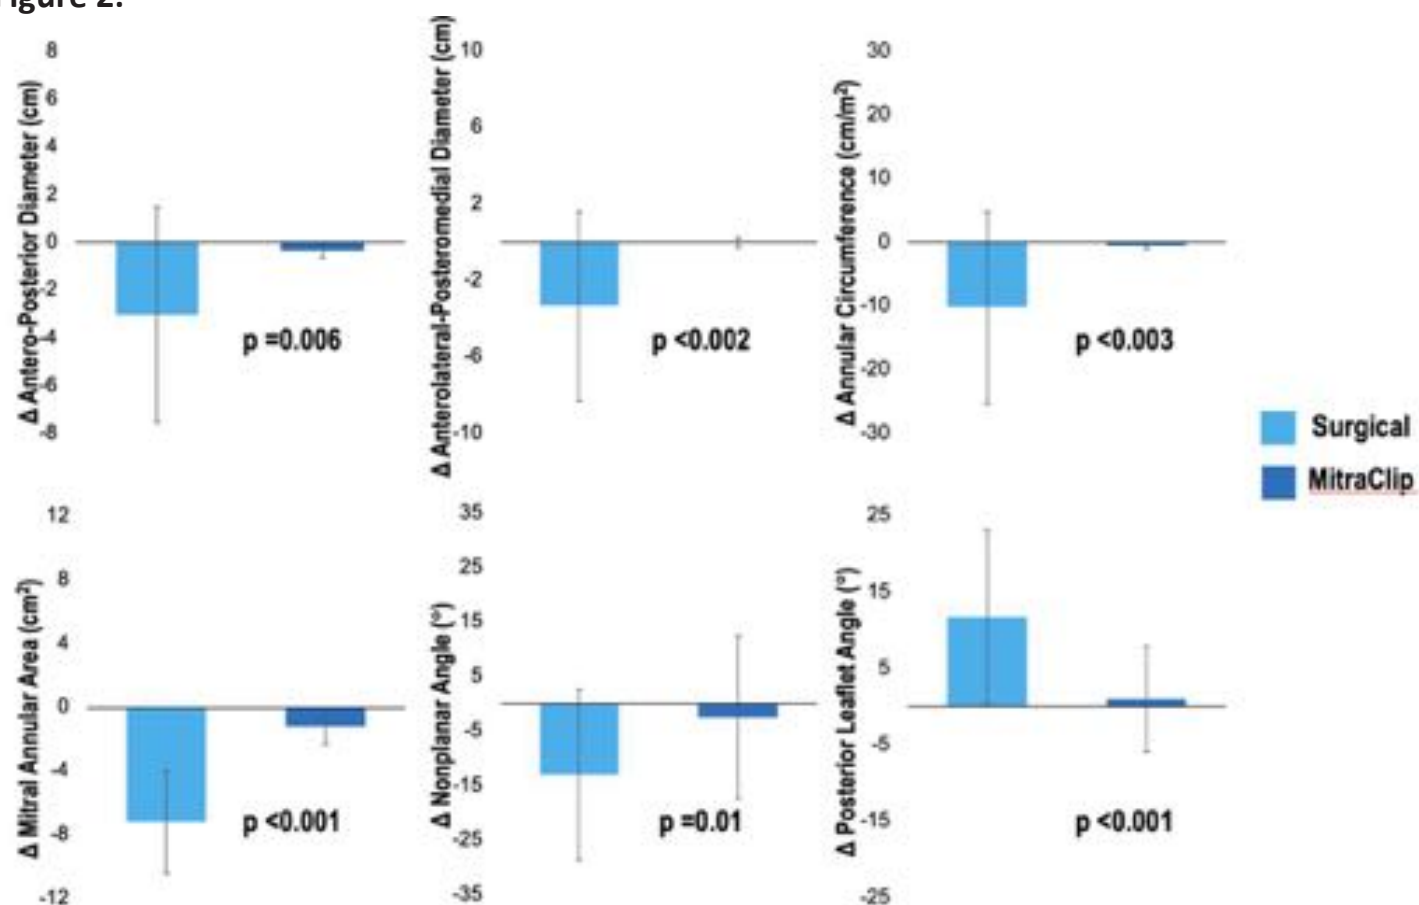 Figure 2.
Δ Antero-Posterior Diameter (cm)
8
6
4
2
0
-2
-4
-6
-8
p =0.006
Δ Anterolateral-Posteromedial Diameter (cm)
10
6
2
-2
-6
-10
p <0.002
Δ Annular Circumference (cm/m²)
30
20
10
0
-10
-20
-30
p <0.003
Surgical
MitraClip
Δ Mitral Annular Area (cm²)
12
8
4
0
-4
-8
-12
p <0.001
Δ Nonplanar Angle (°)
35
25
15
5
-5
-15
-25
-35
p =0.01
Δ Posterior Leaflet Angle (°)
25
15
5
-5
-15
-25
p <0.001